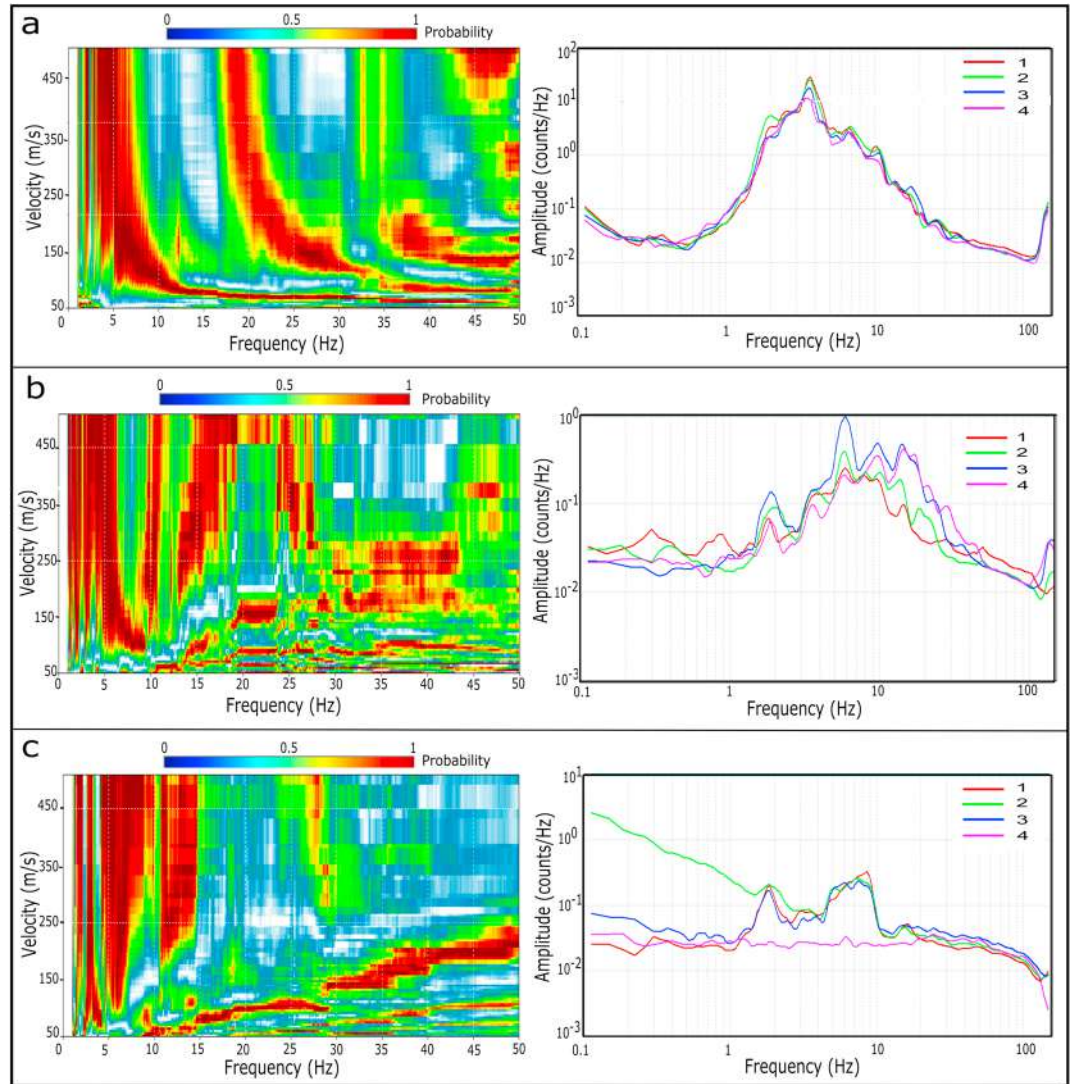 a
0 0.5 1
Probability
450
350
250
150
50
Velocity (m/s)
0 5 10 15 20 25 30 35 40 45 50
Frequency (Hz)
10²
10¹
10⁰
10⁻¹
10⁻²
10⁻³
Amplitude (counts/Hz)
1
2
3
4
0.1 1 10 100
Frequency (Hz)
b
0 0.5 1
Probability
450
350
250
150
50
Velocity (m/s)
0 5 10 15 20 25 30 35 40 45 50
Frequency (Hz)
10⁰
10⁻¹
10⁻²
10⁻³
Amplitude (counts/Hz)
1
2
3
4
0.1 1 10 100
Frequency (Hz)
c
0 0.5 1
Probability
450
350
250
150
50
Velocity (m/s)
0 5 10 15 20 25 30 35 40 45 50
Frequency (Hz)
10¹
10⁰
10⁻¹
10⁻²
10⁻³
Amplitude (counts/Hz)
1
2
3
4
0.1 1 10 100
Frequency (Hz)